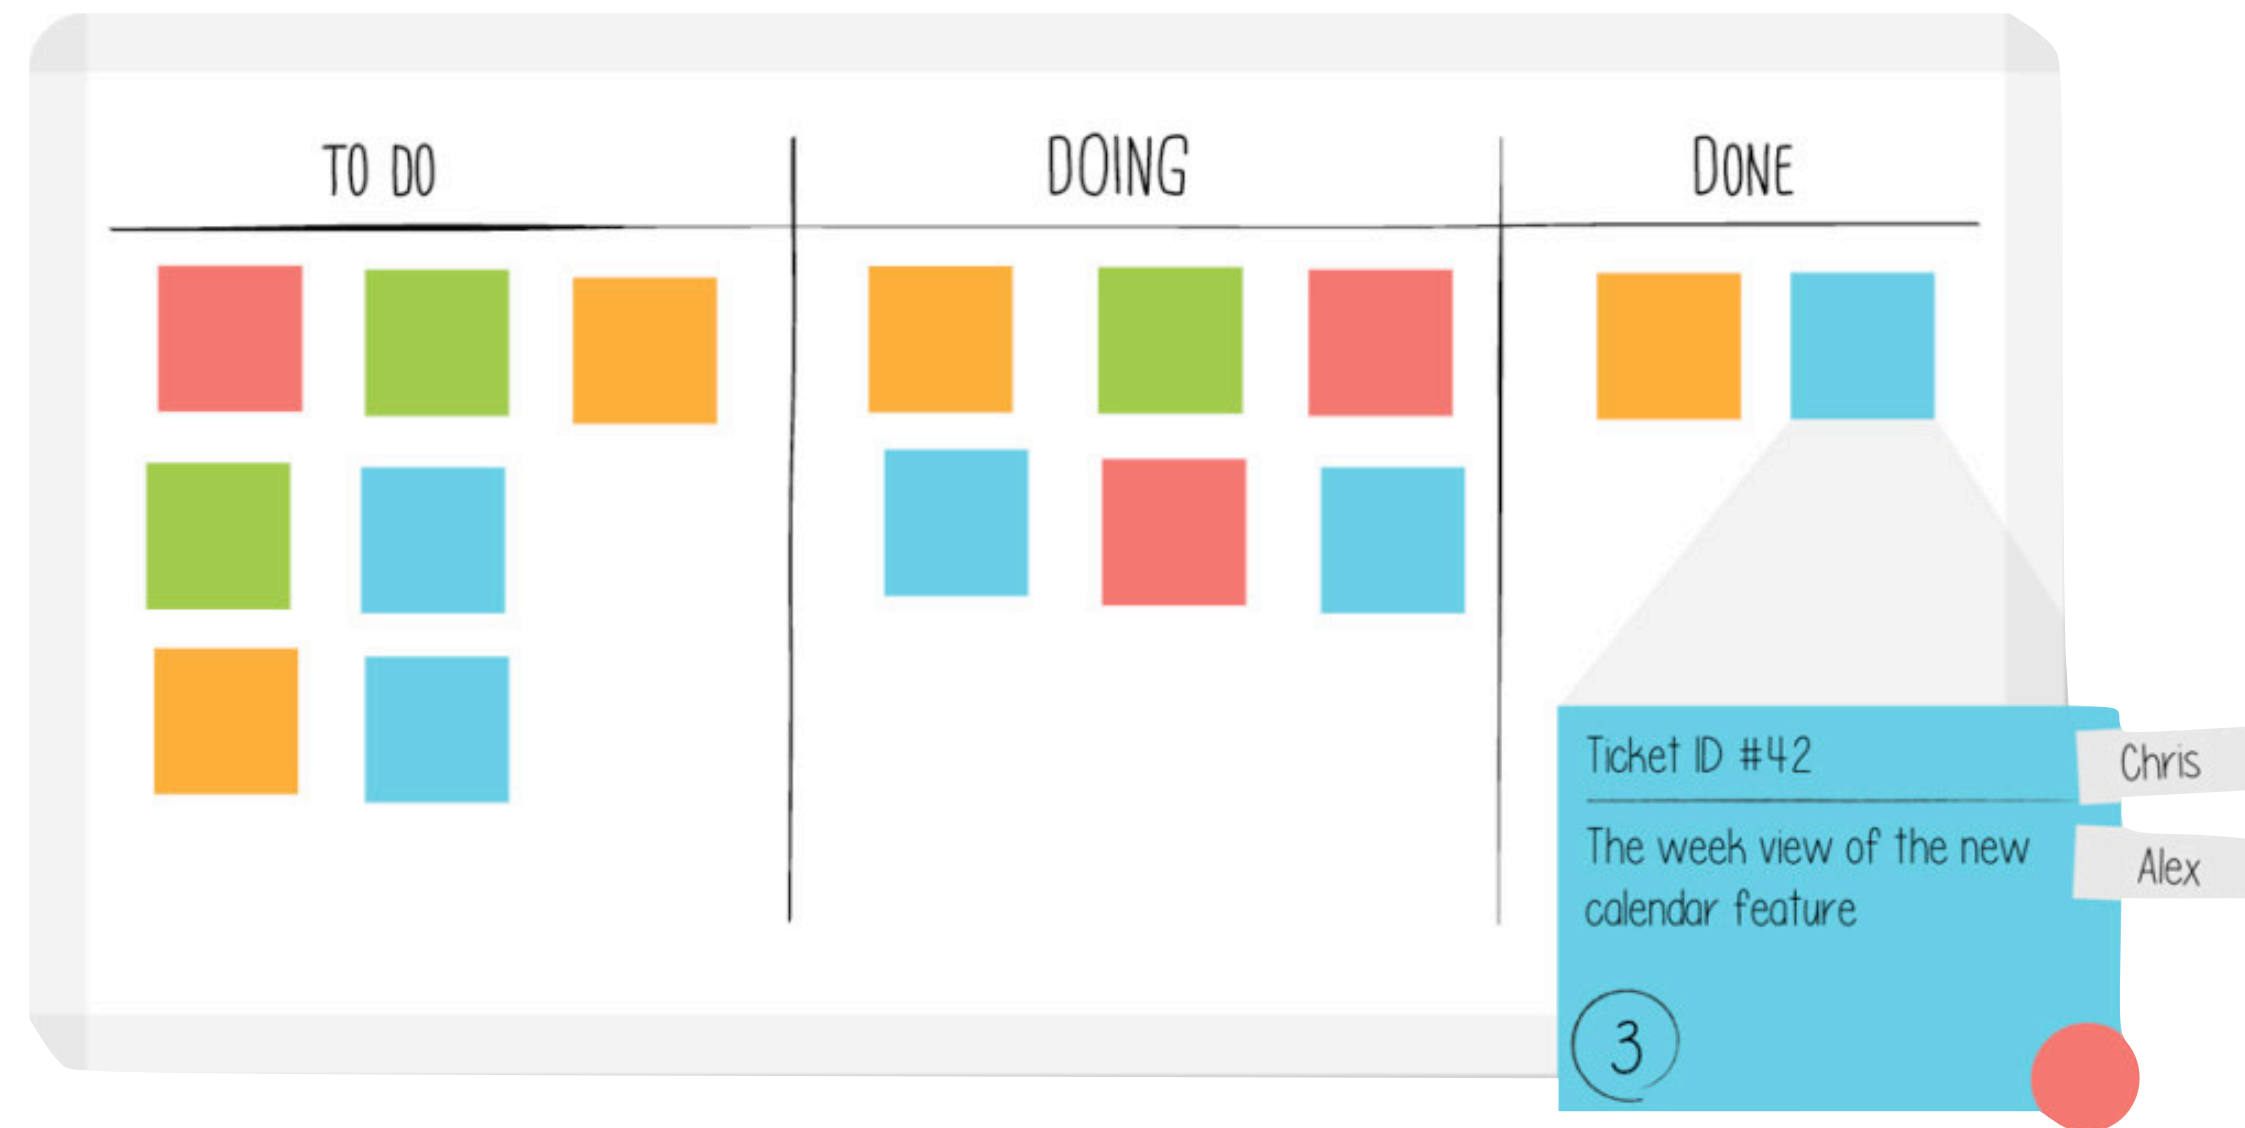 TO DO
DOING
DONE
Ticket ID #42
Chris
The week view of the new
calendar feature
Alex
3